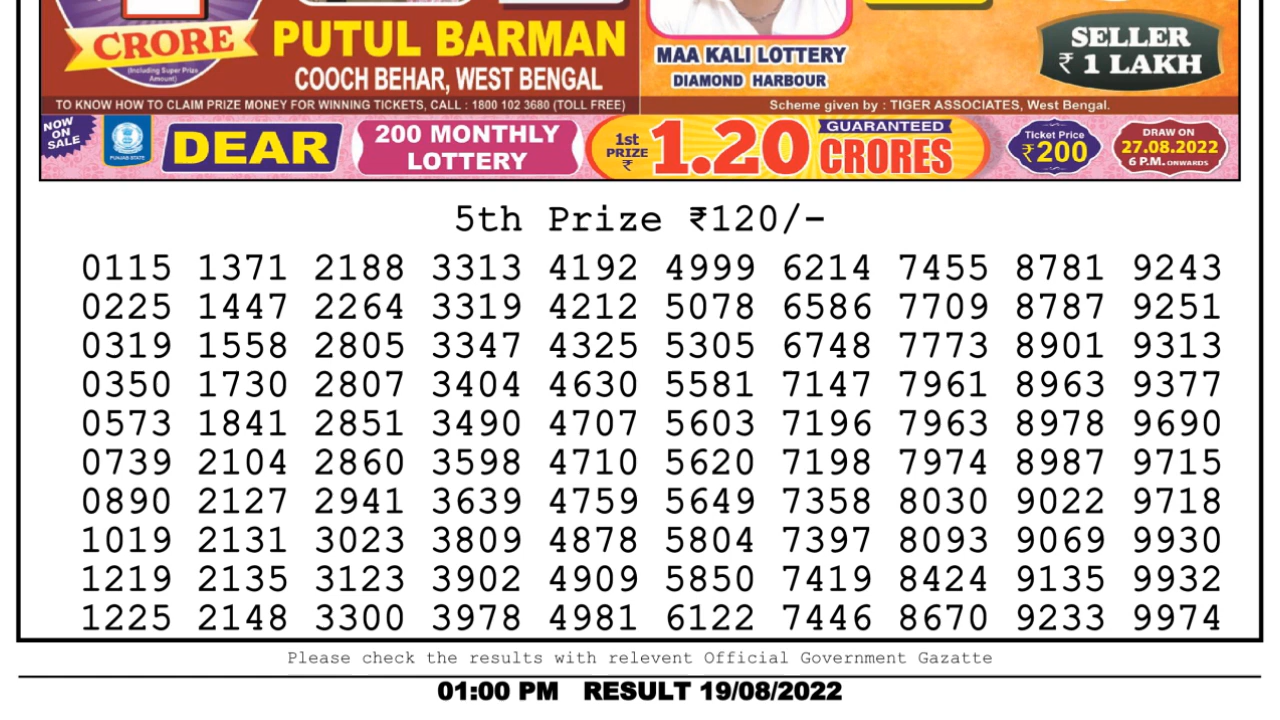 CRORE
(Including Super Prize Amount)
PUTUL BARMAN
COOCH BEHAR, WEST BENGAL
TO KNOW HOW TO CLAIM PRIZE MONEY FOR WINNING TICKETS, CALL : 1800 102 3680 (TOLL FREE)
MAA KALI LOTTERY
DIAMOND HARBOUR
SELLER
₹ 1 LAKH
Scheme given by : TIGER ASSOCIATES, West Bengal.
NOW
ON
SALE
PUNJAB STATE
DEAR
200 MONTHLY
LOTTERY
1st
PRIZE
₹
1.20
GUARANTEED
CRORES
Ticket Price
₹200
DRAW ON
27.08.2022
6 P.M. ONWARDS
5th Prize ₹120/-
0115 1371 2188 3313 4192 4999 6214 7455 8781 9243
0225 1447 2264 3319 4212 5078 6586 7709 8787 9251
0319 1558 2805 3347 4325 5305 6748 7773 8901 9313
0350 1730 2807 3404 4630 5581 7147 7961 8963 9377
0573 1841 2851 3490 4707 5603 7196 7963 8978 9690
0739 2104 2860 3598 4710 5620 7198 7974 8987 9715
0890 2127 2941 3639 4759 5649 7358 8030 9022 9718
1019 2131 3023 3809 4878 5804 7397 8093 9069 9930
1219 2135 3123 3902 4909 5850 7419 8424 9135 9932
1225 2148 3300 3978 4981 6122 7446 8670 9233 9974
Please check the results with relevent Official Government Gazatte
01:00 PM RESULT 19/08/2022